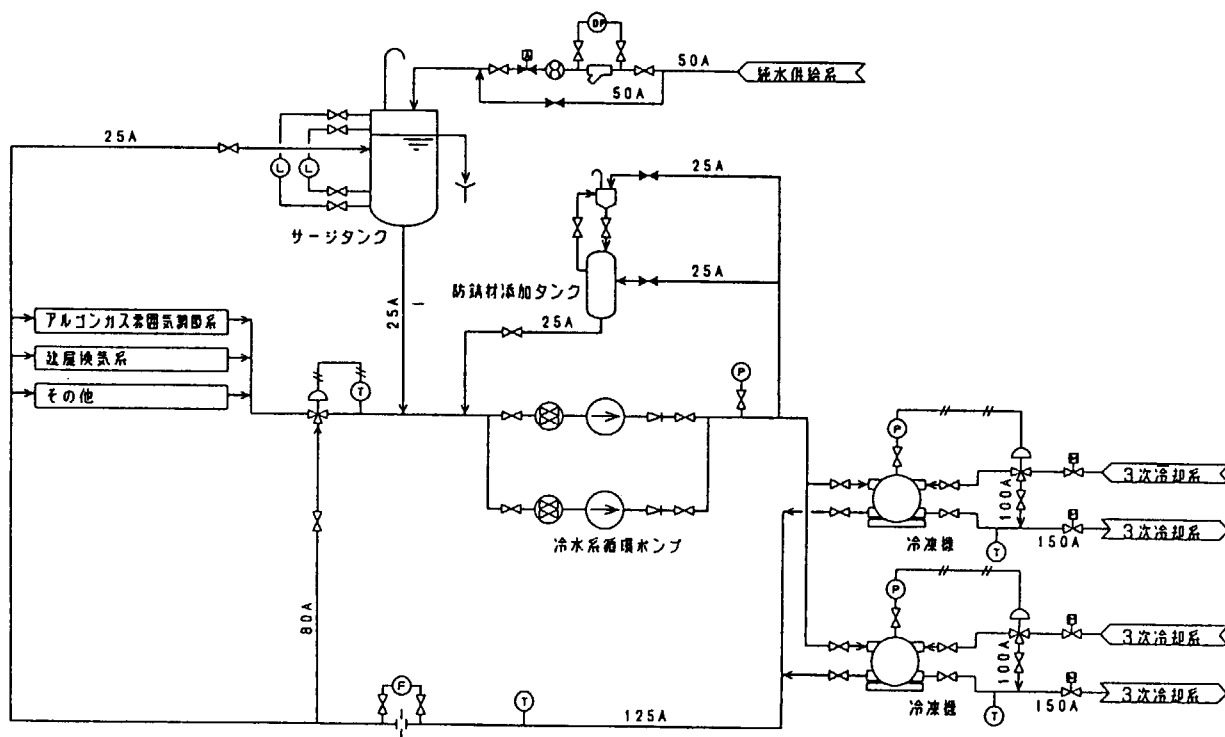 DP
50A
純水供給系
A
50A
25A
25A
L
L
サージタンク
25A
防錆材添加タンク
25A
25A
アルゴンガス雰囲気調節系
建屋換気系
その他
T
P
P
3次冷却系
100A
冷水系循環ポンプ
冷凍機
T
150A
3次冷却系
P
80A
3次冷却系
100A
F
T
125A
冷凍機
T
150A
3次冷却系